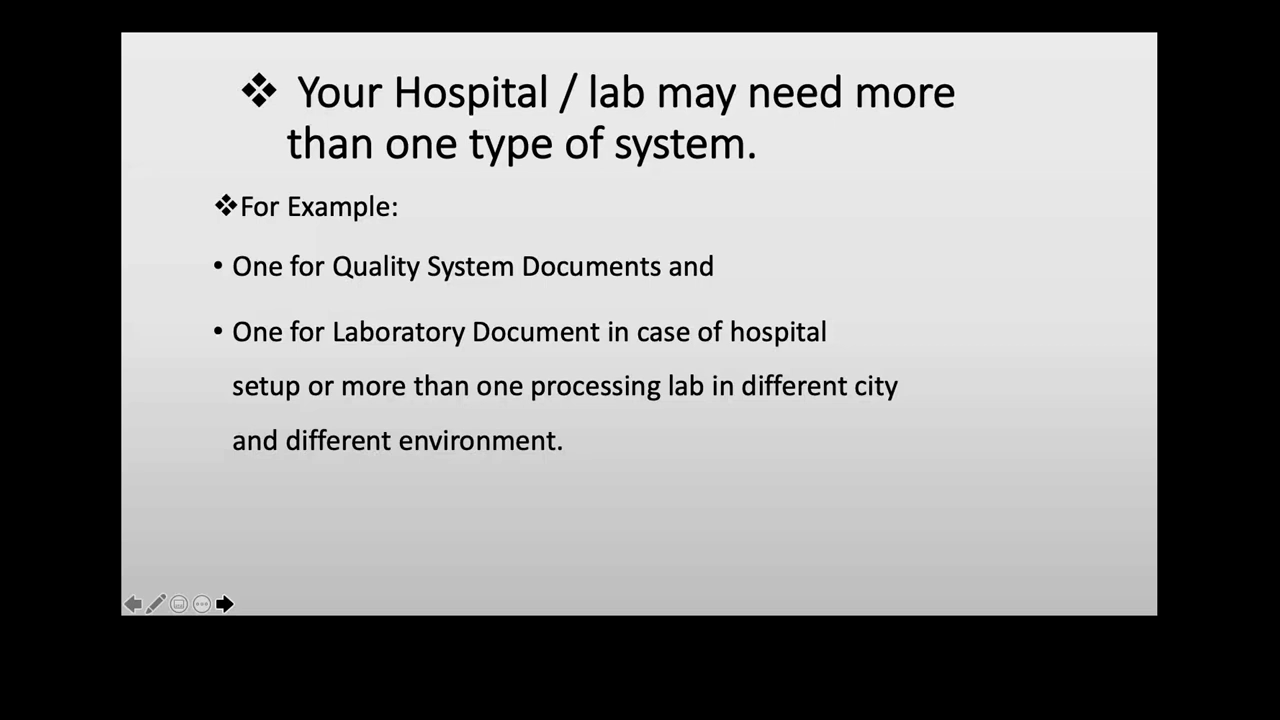 ❖ Your Hospital / lab may need more
than one type of system.
❖For Example:
• One for Quality System Documents and
• One for Laboratory Document in case of hospital
setup or more than one processing lab in different city
and different environment.